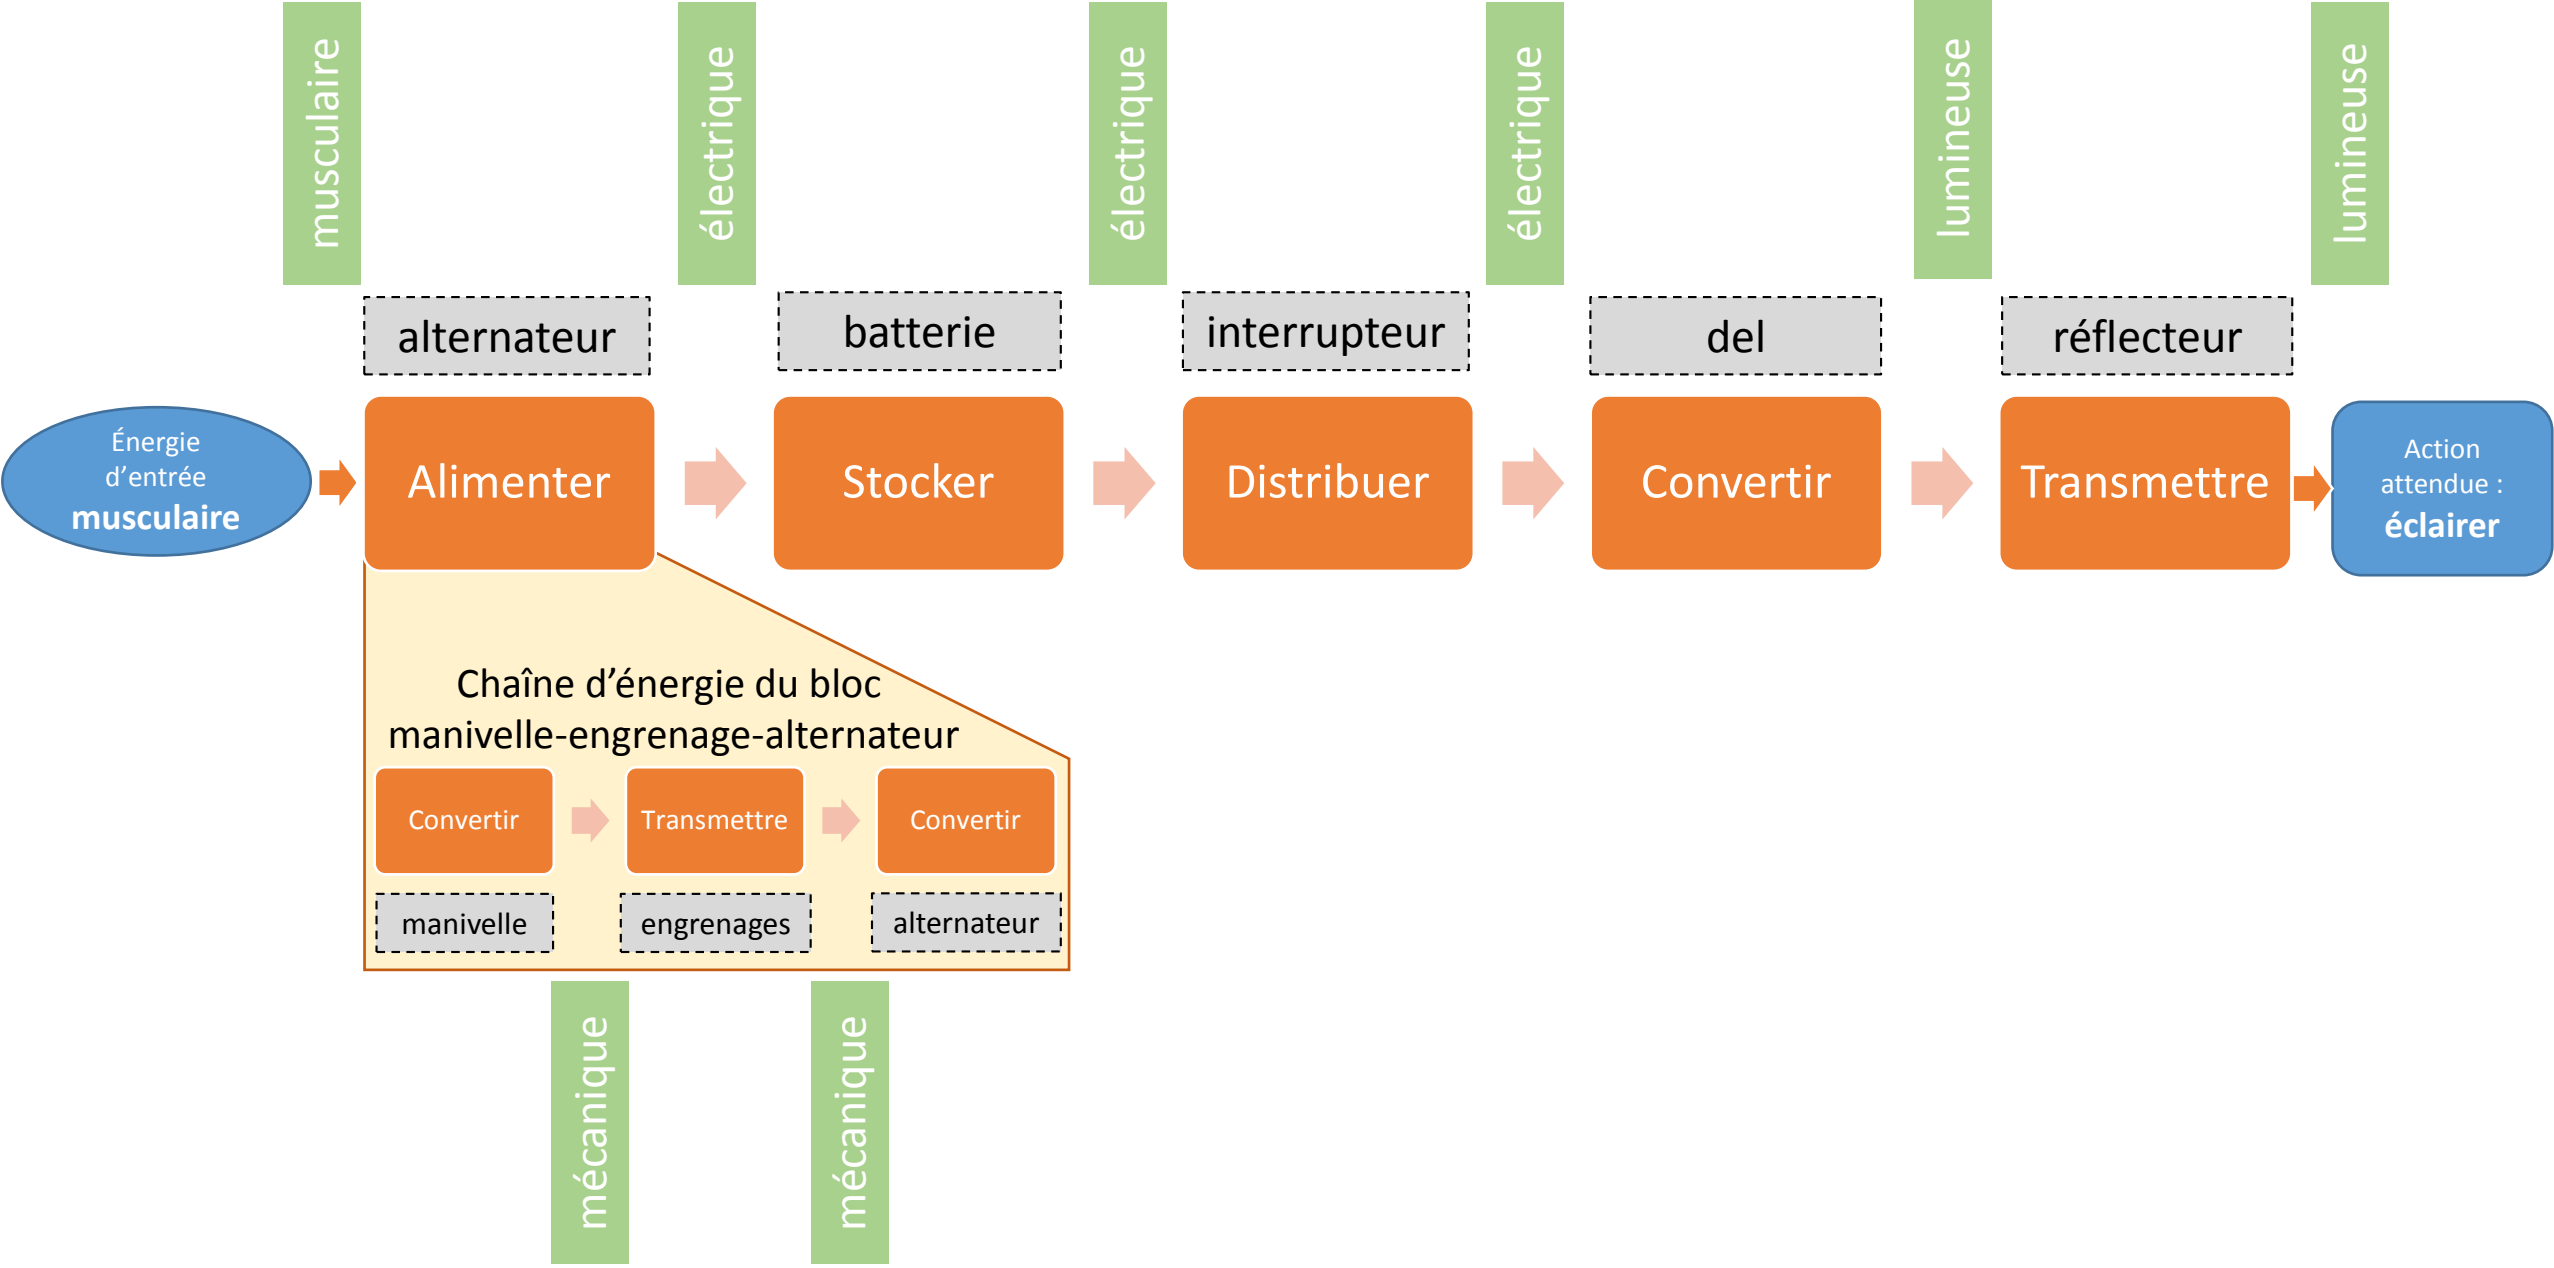 musculaire
électrique
électrique
électrique
lumineuse
lumineuse
alternateur
batterie
interrupteur
del
réflecteur
Énergie
d’entrée
musculaire
Alimenter
Stocker
Distribuer
Convertir
Transmettre
Action
attendue :
éclairer
Chaîne d’énergie du bloc
manivelle-engrenage-alternateur
Convertir
Transmettre
Convertir
manivelle
engrenages
alternateur
mécanique
mécanique